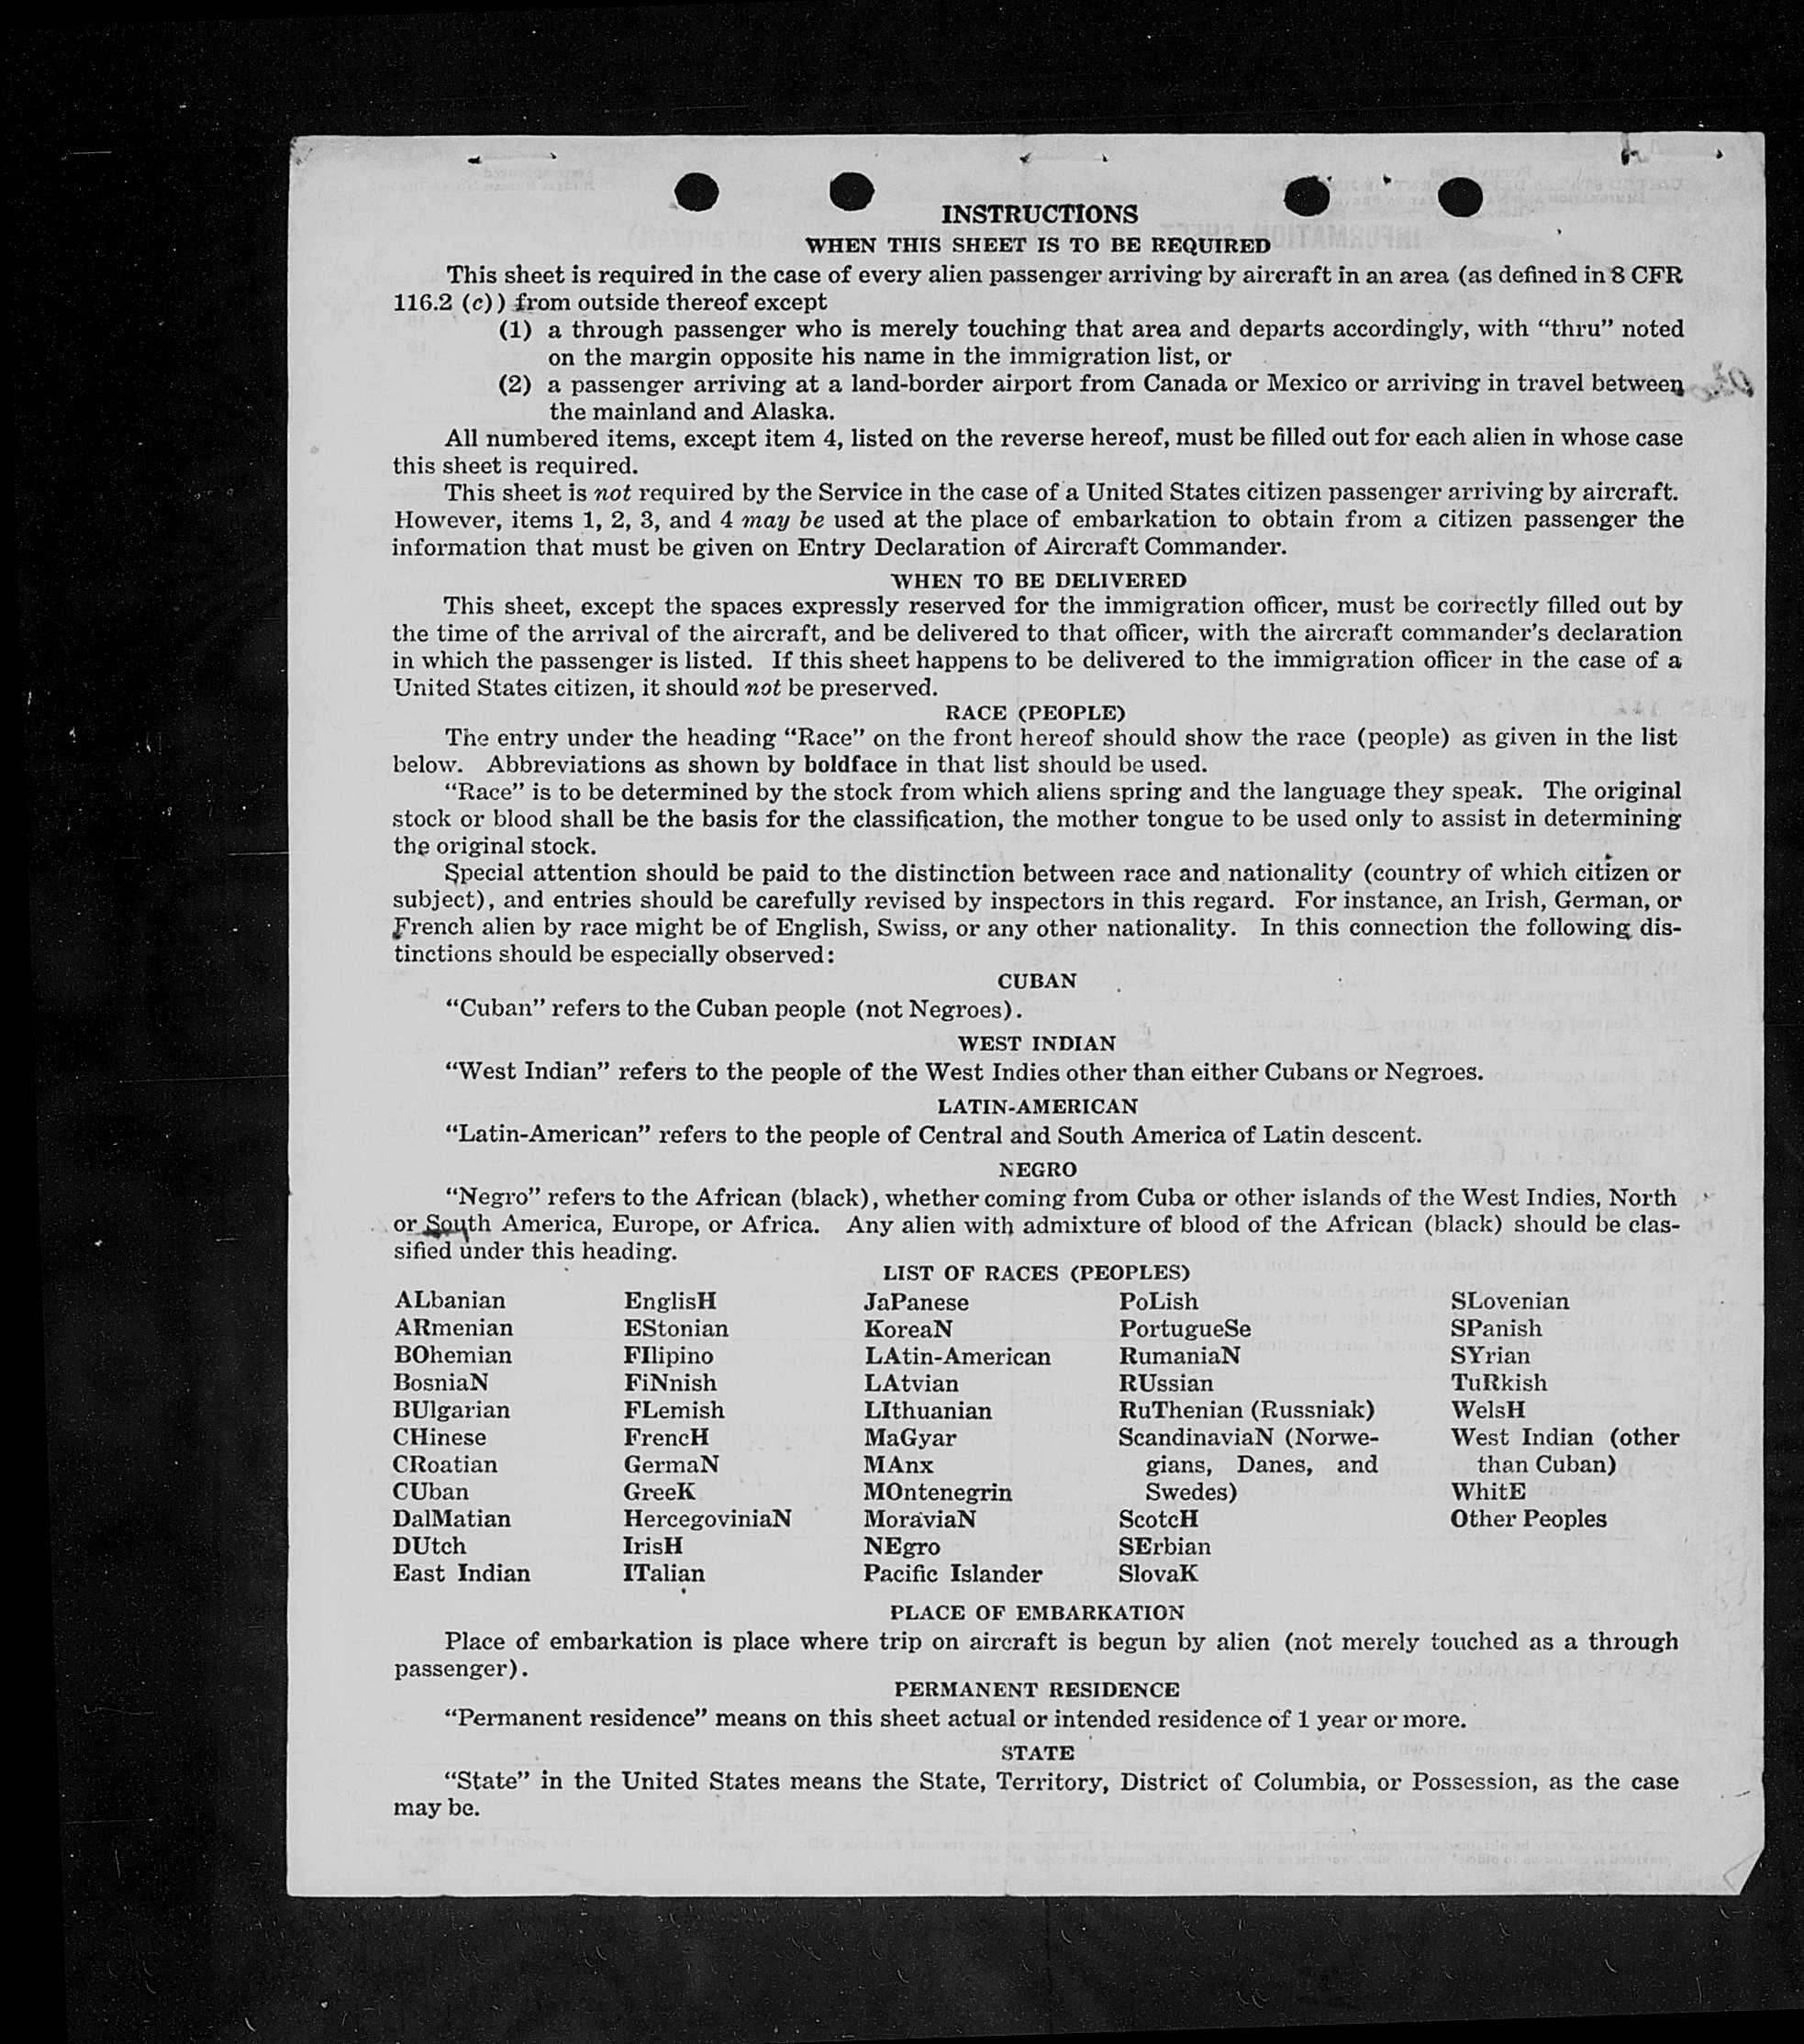 INSTRUCTIONS
WHEN THIS SHEET IS TO BE REQUIRED
This sheet is required in the case of every alien passenger arriving by aircraft in an area (as defined in 8 CFR
116.2 (c)) from outside thereof except
(1) a through passenger who is merely touching that area and departs accordingly, with “thru” noted
on the margin opposite his name in the immigration list, or
(2) a passenger arriving at a land-border airport from Canada or Mexico or arriving in travel between
the mainland and Alaska.
All numbered items, except item 4, listed on the reverse hereof, must be filled out for each alien in whose case
this sheet is required.
This sheet is not required by the Service in the case of a United States citizen passenger arriving by aircraft.
However, items 1, 2, 3, and 4 may be used at the place of embarkation to obtain from a citizen passenger the
information that must be given on Entry Declaration of Aircraft Commander.
WHEN TO BE DELIVERED
This sheet, except the spaces expressly reserved for the immigration officer, must be correctly filled out by
the time of the arrival of the aircraft, and be delivered to that officer, with the aircraft commander’s declaration
in which the passenger is listed. If this sheet happens to be delivered to the immigration officer in the case of a
United States citizen, it should not be preserved.
RACE (PEOPLE)
The entry under the heading “Race” on the front hereof should show the race (people) as given in the list
below. Abbreviations as shown by boldface in that list should be used.
“Race” is to be determined by the stock from which aliens spring and the language they speak. The original
stock or blood shall be the basis for the classification, the mother tongue to be used only to assist in determining
the original stock.
Special attention should be paid to the distinction between race and nationality (country of which citizen or
subject), and entries should be carefully revised by inspectors in this regard. For instance, an Irish, German, or
French alien by race might be of English, Swiss, or any other nationality. In this connection the following dis-
tinctions should be especially observed:
CUBAN
“Cuban” refers to the Cuban people (not Negroes).
WEST INDIAN
“West Indian” refers to the people of the West Indies other than either Cubans or Negroes.
LATIN-AMERICAN
“Latin-American” refers to the people of Central and South America of Latin descent.
NEGRO
“Negro” refers to the African (black), whether coming from Cuba or other islands of the West Indies, North
or South America, Europe, or Africa. Any alien with admixture of blood of the African (black) should be clas-
sified under this heading.
LIST OF RACES (PEOPLES)
ALbanian
ARmenian
BOhemian
BosniaN
BUlgarian
CHinese
CRoatian
CUban
DalMatian
DUtch
East Indian
EnglisH
EStonian
FIlipino
FiNnish
FLemish
FrencH
GermaN
GreeK
HercegoviniaN
IrisH
ITalian
JaPanese
KoreaN
LAtin-American
LAtvian
LIthuanian
MaGyar
MAnx
MOntenegrin
MoraviaN
NEgro
Pacific Islander
PoLish
PortugueSe
RumaniaN
RUssian
RuThenian (Russniak)
ScandinaviaN (Norwe-
gians, Danes, and
Swedes)
ScotcH
SErbian
SlovaK
SLovenian
SPanish
SYrian
TuRkish
WelsH
West Indian (other
than Cuban)
WhitE
Other Peoples
PLACE OF EMBARKATION
Place of embarkation is place where trip on aircraft is begun by alien (not merely touched as a through
passenger).
PERMANENT RESIDENCE
“Permanent residence” means on this sheet actual or intended residence of 1 year or more.
STATE
“State” in the United States means the State, Territory, District of Columbia, or Possession, as the case
may be.